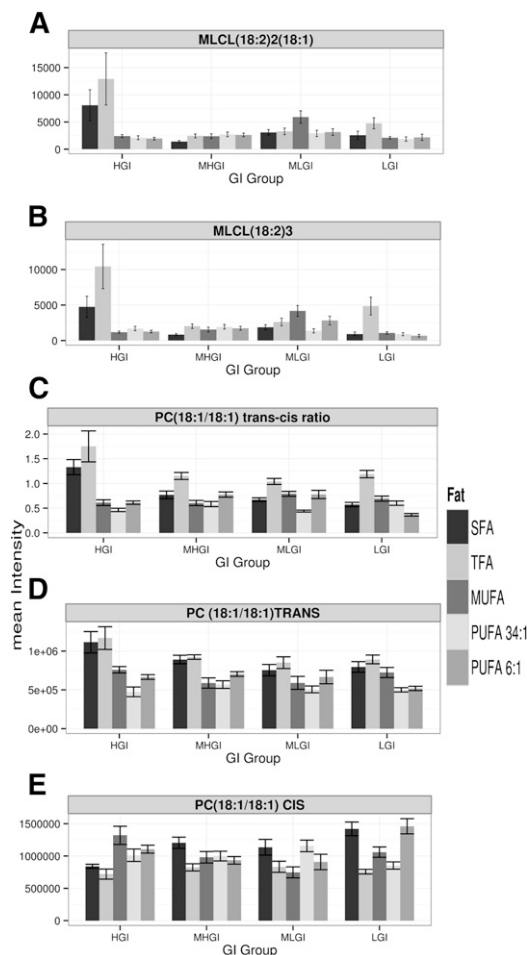 A
MLCL(18:2)2(18:1)
15000
10000
5000
0
HGI MHGI MLGI LGI
GI Group
B
MLCL(18:2)3
10000
5000
0
HGI MHGI MLGI LGI
GI Group
C
PC(18:1/18:1) trans-cis ratio
2.0
1.5
1.0
0.5
0.0
HGI MHGI MLGI LGI
GI Group
D
PC (18:1/18:1)TRANS
1e+06
5e+05
0e+00
HGI MHGI MLGI LGI
GI Group
E
PC(18:1/18:1) CIS
1500000
1000000
500000
0
HGI MHGI MLGI LGI
GI Group
mean Intensity
Fat
SFA
TFA
MUFA
PUFA 34:1
PUFA 6:1